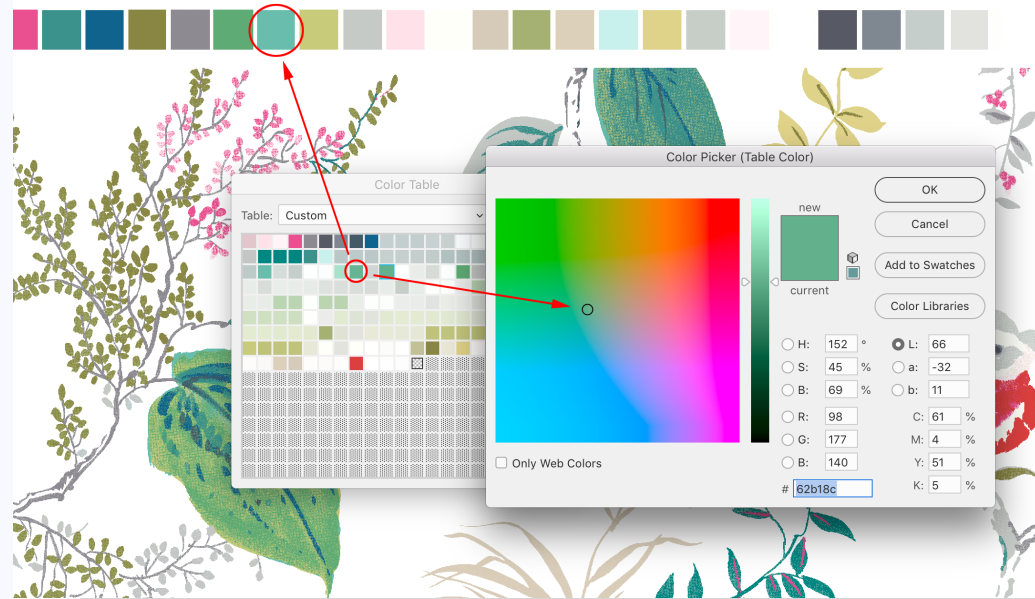 Color Picker (Table Color)
Color Table
Table: Custom
new
current
OK
Cancel
Add to Swatches
Color Libraries
H: 152 °
S: 45 %
B: 69 %
R: 98
G: 177
B: 140
# 62b18c
L: 66
a: -32
b: 11
C: 61 %
M: 4 %
Y: 51 %
K: 5 %
Only Web Colors